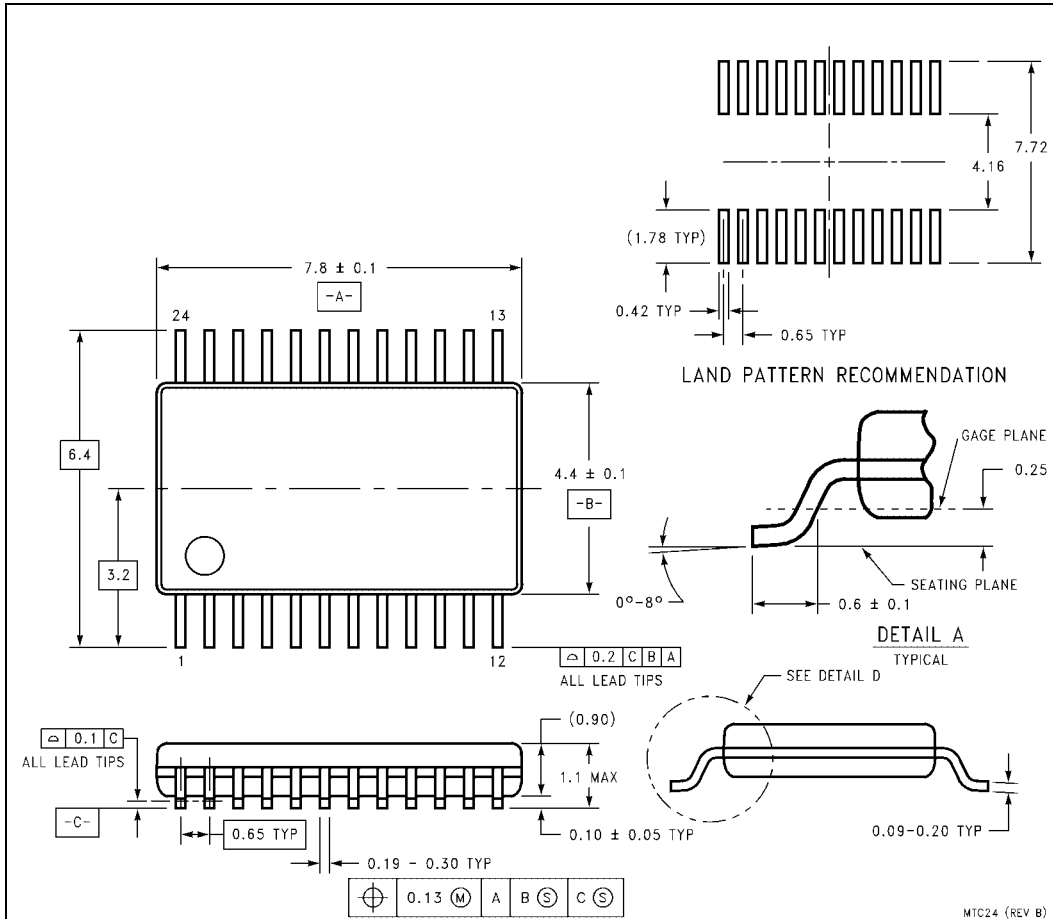 7.72
4.16
(1.78 TYP)
0.42 TYP
0.65 TYP
LAND PATTERN RECOMMENDATION
7.8 ± 0.1
-A-
24
13
6.4
3.2
4.4 ± 0.1
-B-
1
12
⌓ 0.2 C B A
ALL LEAD TIPS
GAGE PLANE
0.25
SEATING PLANE
0°-8°
0.6 ± 0.1
DETAIL A
TYPICAL
SEE DETAIL D
⌓ 0.1 C
ALL LEAD TIPS
(0.90)
1.1 MAX
-C-
0.65 TYP
0.10 ± 0.05 TYP
0.09-0.20 TYP
0.19 - 0.30 TYP
⌖ 0.13 Ⓜ A B Ⓢ C Ⓢ
MTC24 (REV B)